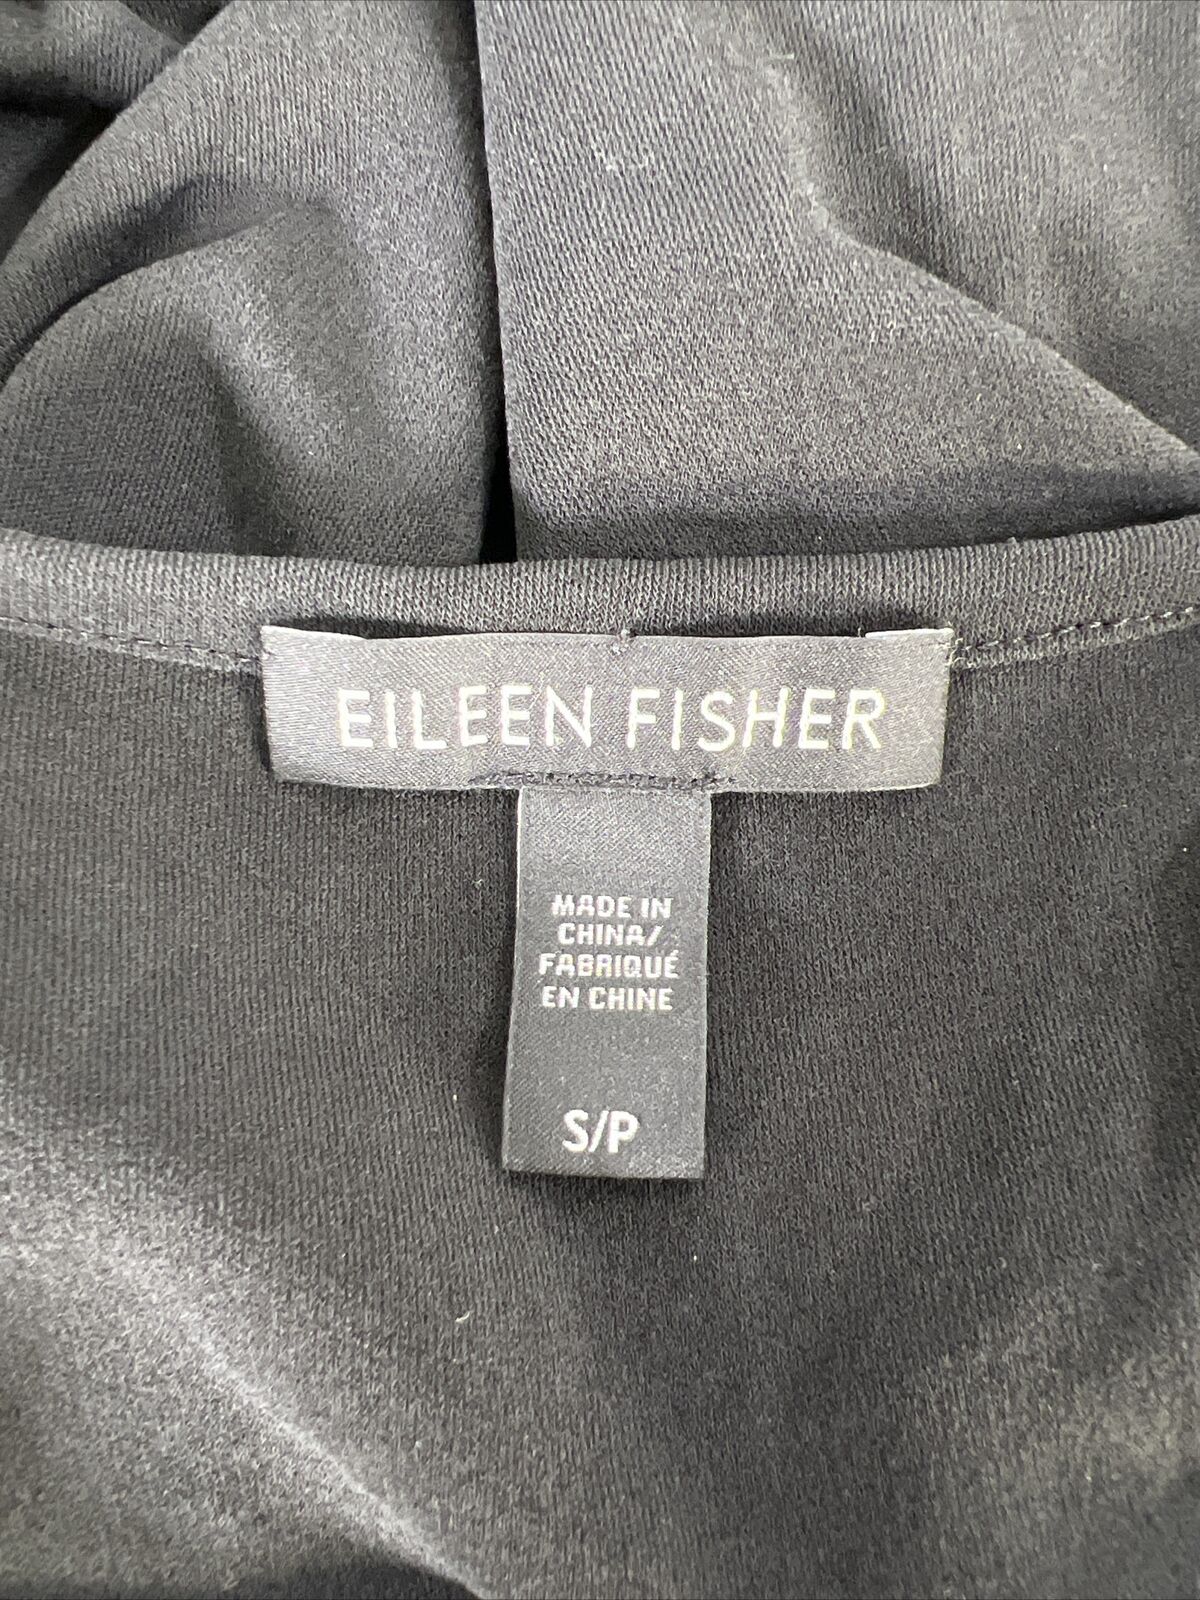 EILEEN FISHER
MADE IN
CHINA/
FABRIQUÉ
EN CHINE
S/P